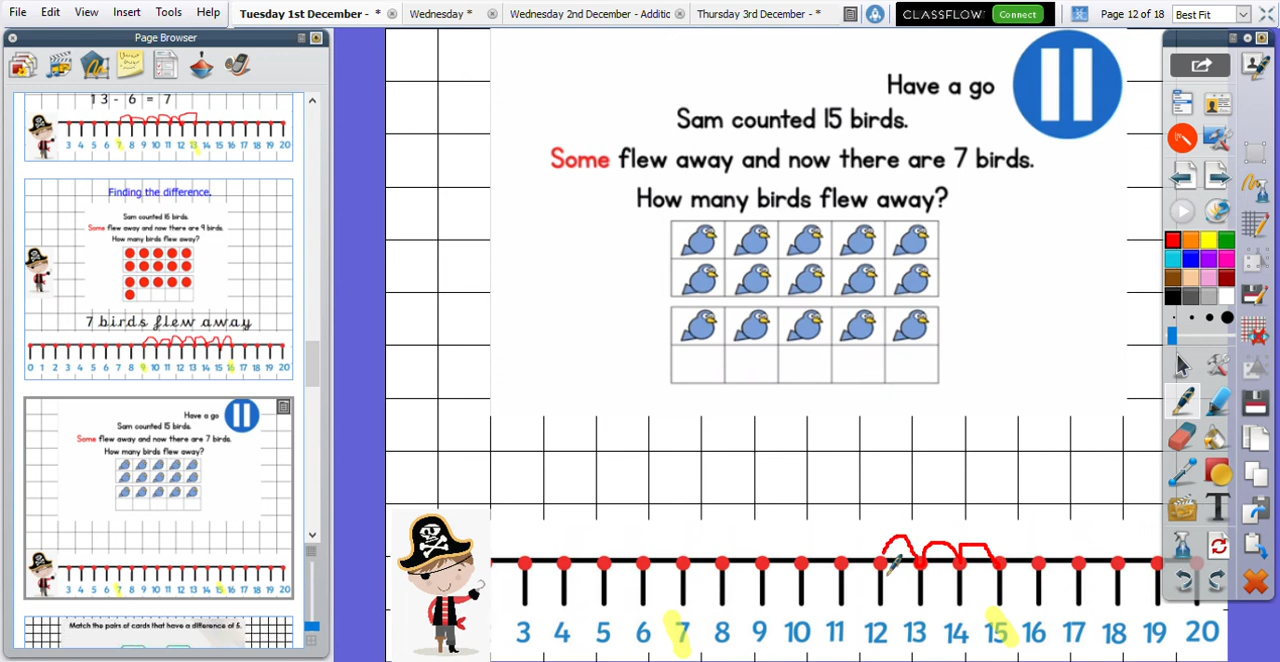 File Edit View Insert Tools Help
Tuesday 1st December - *
Wednesday *
Wednesday 2nd December - Additic
Thursday 3rd December - *
CLASSFLOW Connect
Page 12 of 18
Best Fit
Page Browser
13 - 6 = 7
3 4 5 6 7 8 9 10 11 12 13 14 15 16 17 18 19 20
Finding the difference.
Sam counted 16 birds.
Some flew away and now there are 9 birds.
How many birds flew away?
7 birds flew away
0 1 2 3 4 5 6 7 8 9 10 11 12 13 14 15 16 17 18 19 20
Have a go
Sam counted 15 birds.
Some flew away and now there are 7 birds.
How many birds flew away?
3 4 5 6 7 8 9 10 11 12 13 14 15 16 17 18 19 20
Match the pairs of cards that have a difference of 5.
Have a go
Sam counted 15 birds.
Some flew away and now there are 7 birds.
How many birds flew away?
3 4 5 6 7 8 9 10 11 12 13 14 15 16 17 18 19 20